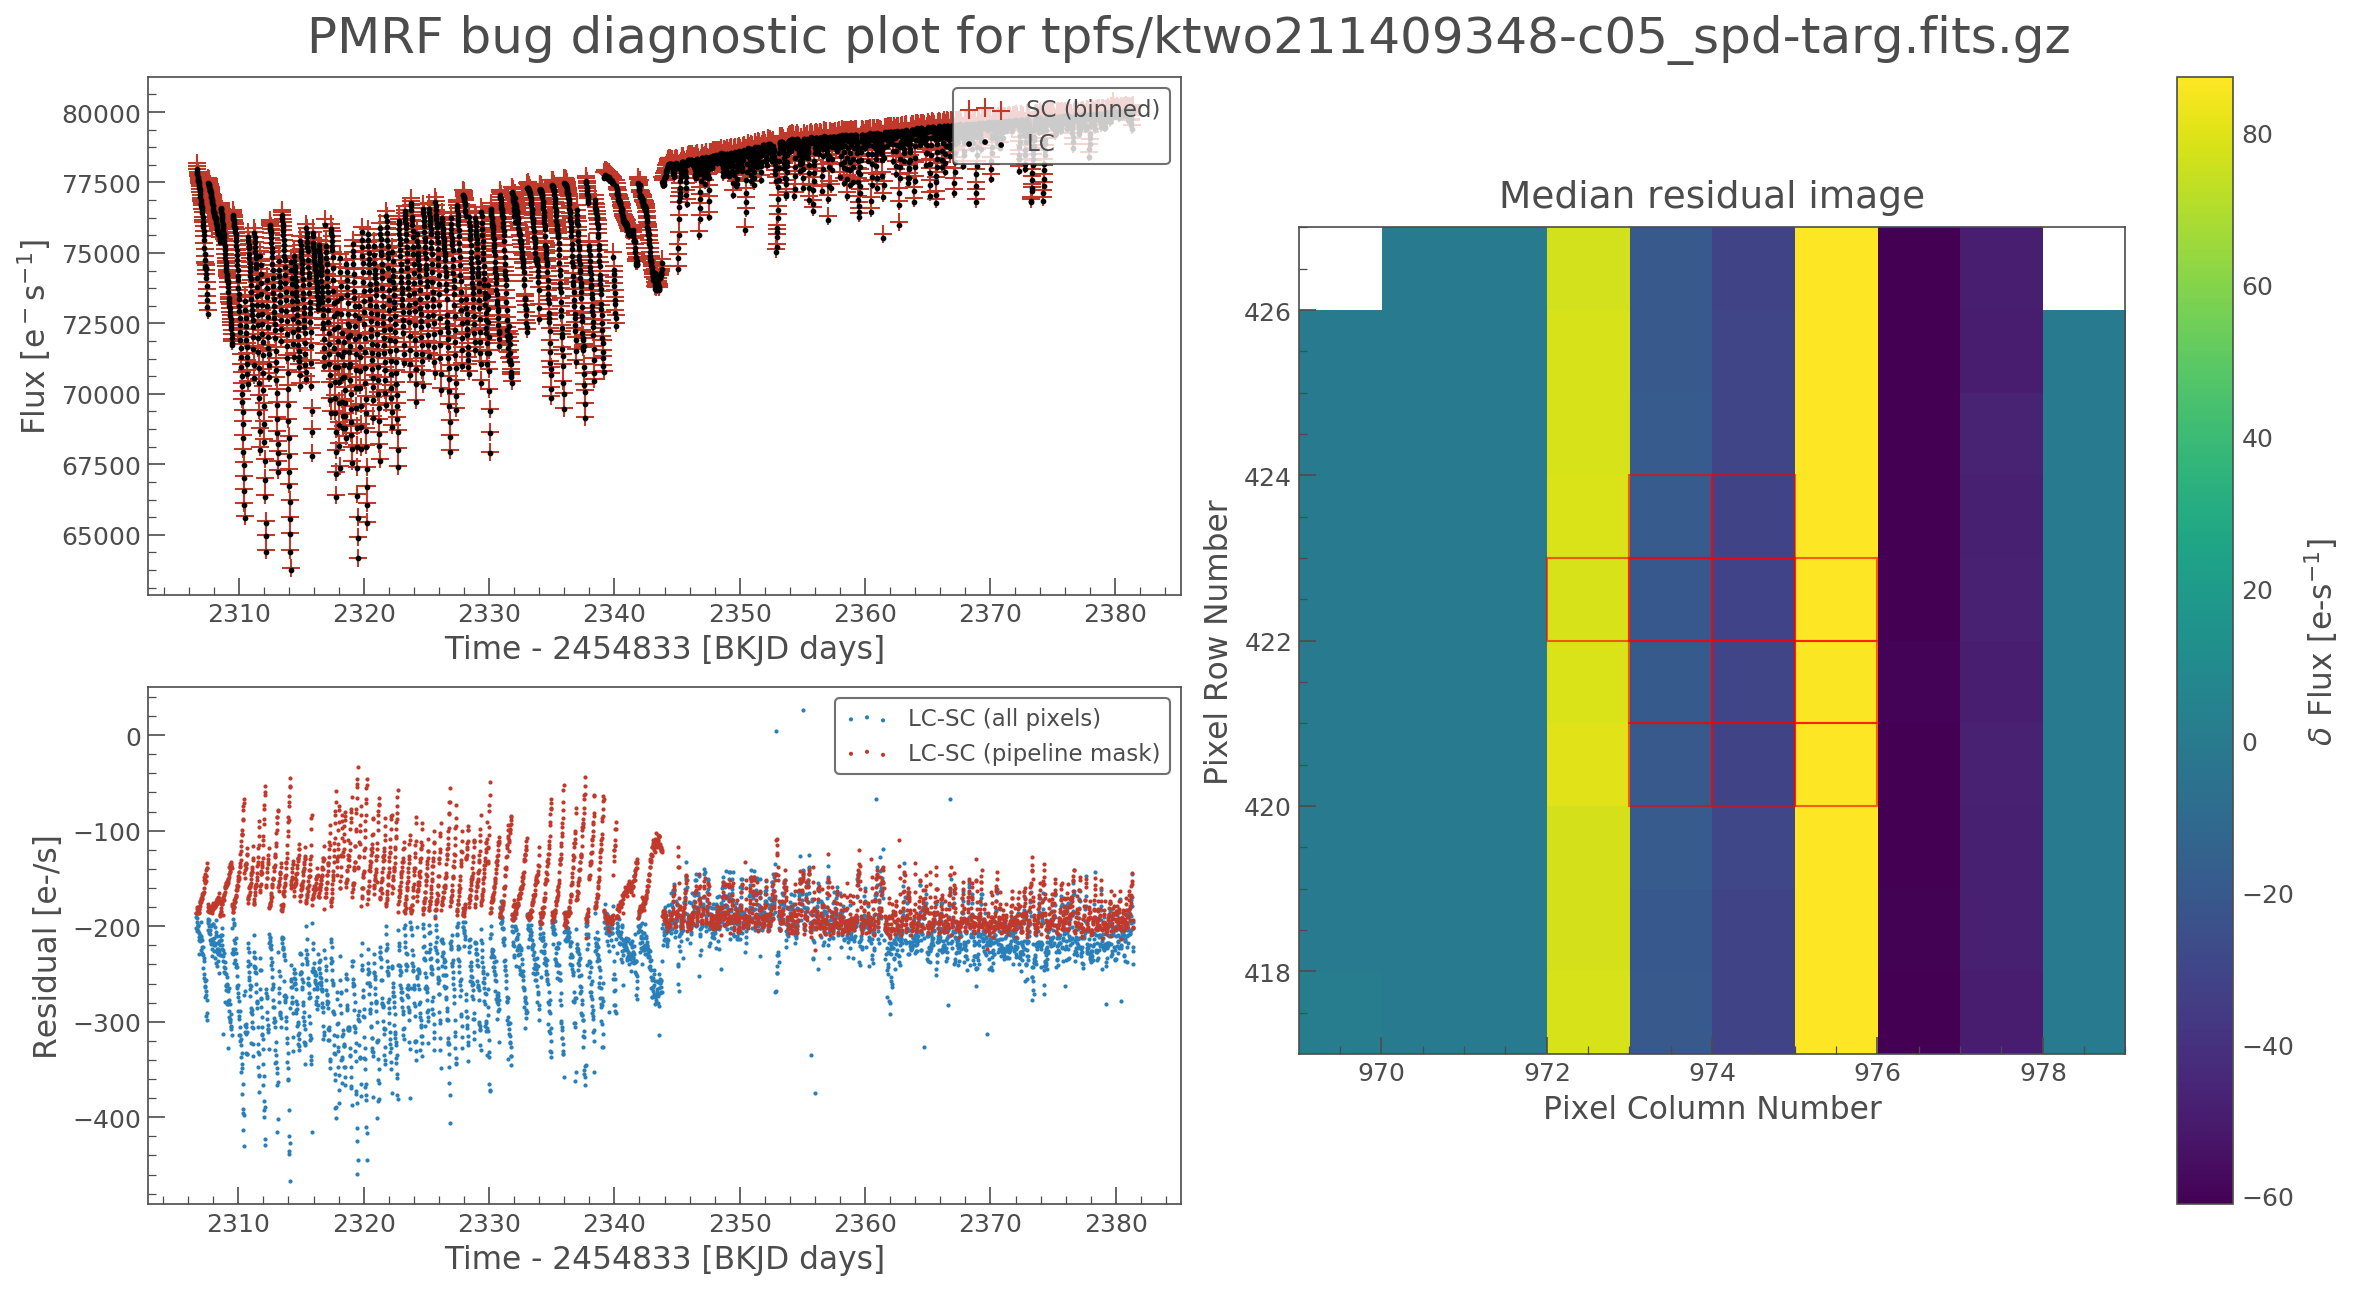 PMRF bug diagnostic plot for tpfs/ktwo211409348-c05_spd-targ.fits.gz
SC (binned)
LC
80000
77500
75000
72500
70000
67500
65000
Flux [e⁻ s⁻¹]
2310 2320 2330 2340 2350 2360 2370 2380
Time - 2454833 [BKJD days]
LC-SC (all pixels)
LC-SC (pipeline mask)
0
−100
−200
−300
−400
Residual [e-/s]
2310 2320 2330 2340 2350 2360 2370 2380
Time - 2454833 [BKJD days]
Median residual image
426
424
422
420
418
Pixel Row Number
970 972 974 976 978
Pixel Column Number
80
60
40
20
0
−20
−40
−60
δ Flux [e-s⁻¹]